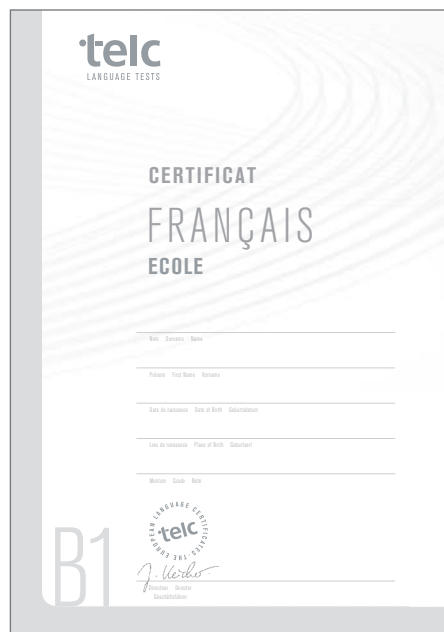 telc
LANGUAGE TESTS
CERTIFICAT
FRANÇAIS
ECOLE
Nom Surname Name
Prénom First Name Vorname
Date de naissance Date of Birth Geburtsdatum
Lieu de naissance Place of Birth Geburtsort
Mention Grade Note
THE EUROPEAN LANGUAGE CERTIFICATES
telc
B1
Directeur Director
Geschäftsführer